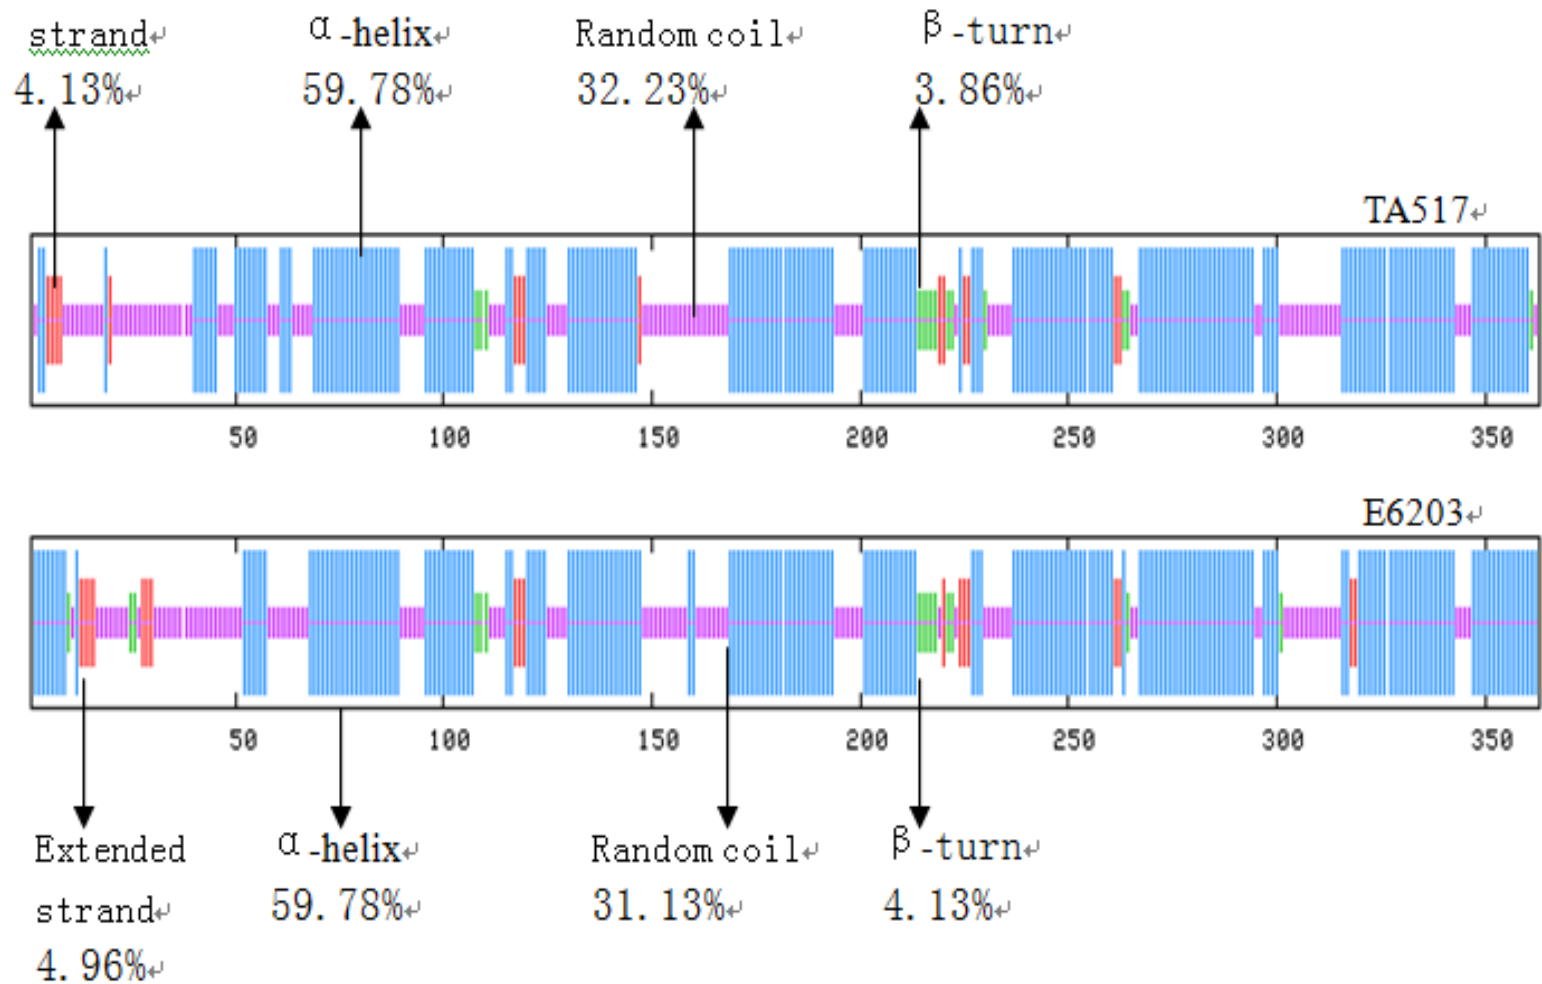 strand↵ α-helix↵ Random coil↵ β-turn↵
4.13%↵ 59.78%↵ 32.23%↵ 3.86%↵
TA517↵
50 100 150 200 250 300 350
E6203↵
50 100 150 200 250 300 350
Extended α-helix↵ Random coil↵ β-turn↵
strand↵ 59.78%↵ 31.13%↵ 4.13%↵
4.96%↵